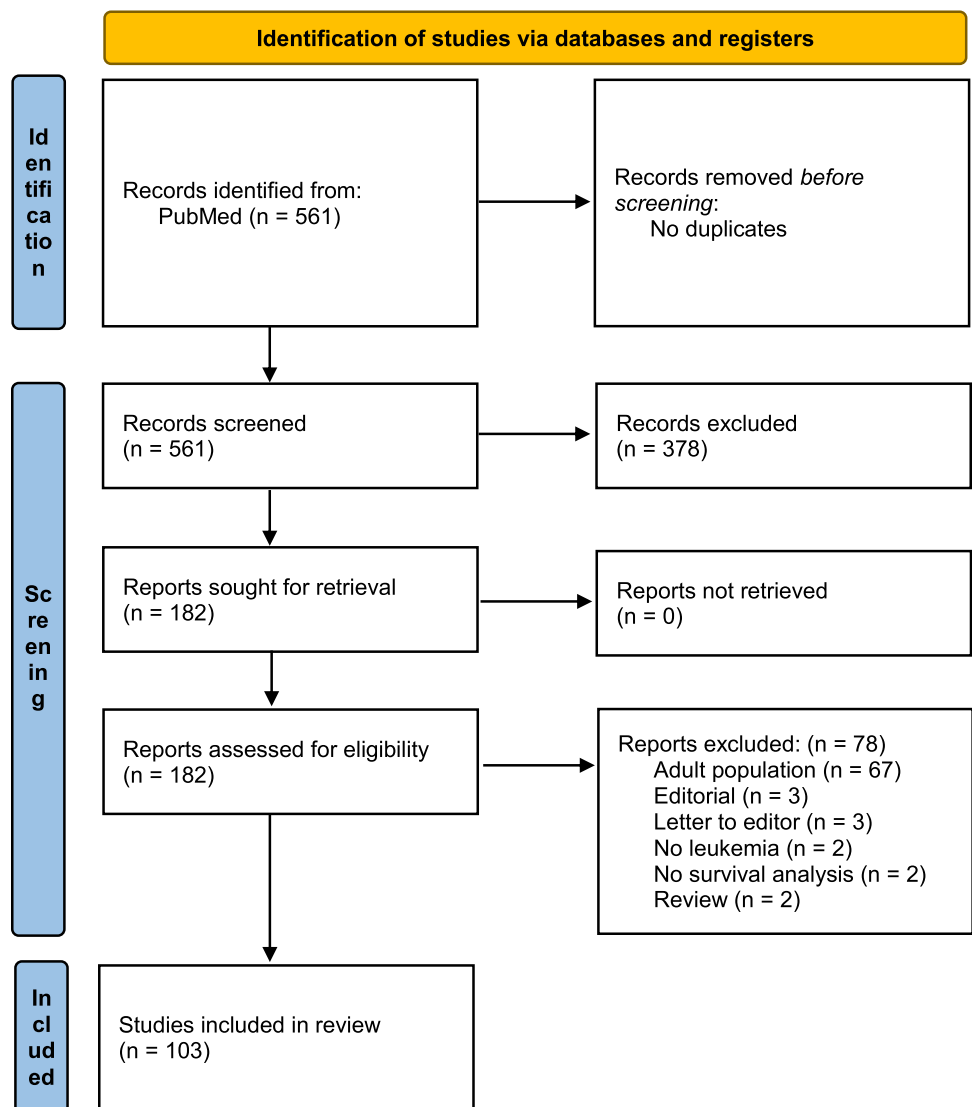 Identification of studies via databases and registers
Id
en
tifi
ca
tio
n
Records identified from:
PubMed (n = 561)
Records removed before
screening:
No duplicates
Sc
re
en
in
g
Records screened
(n = 561)
Records excluded
(n = 378)
Reports sought for retrieval
(n = 182)
Reports not retrieved
(n = 0)
Reports assessed for eligibility
(n = 182)
Reports excluded: (n = 78)
Adult population (n = 67)
Editorial (n = 3)
Letter to editor (n = 3)
No leukemia (n = 2)
No survival analysis (n = 2)
Review (n = 2)
In
cl
ud
ed
Studies included in review
(n = 103)